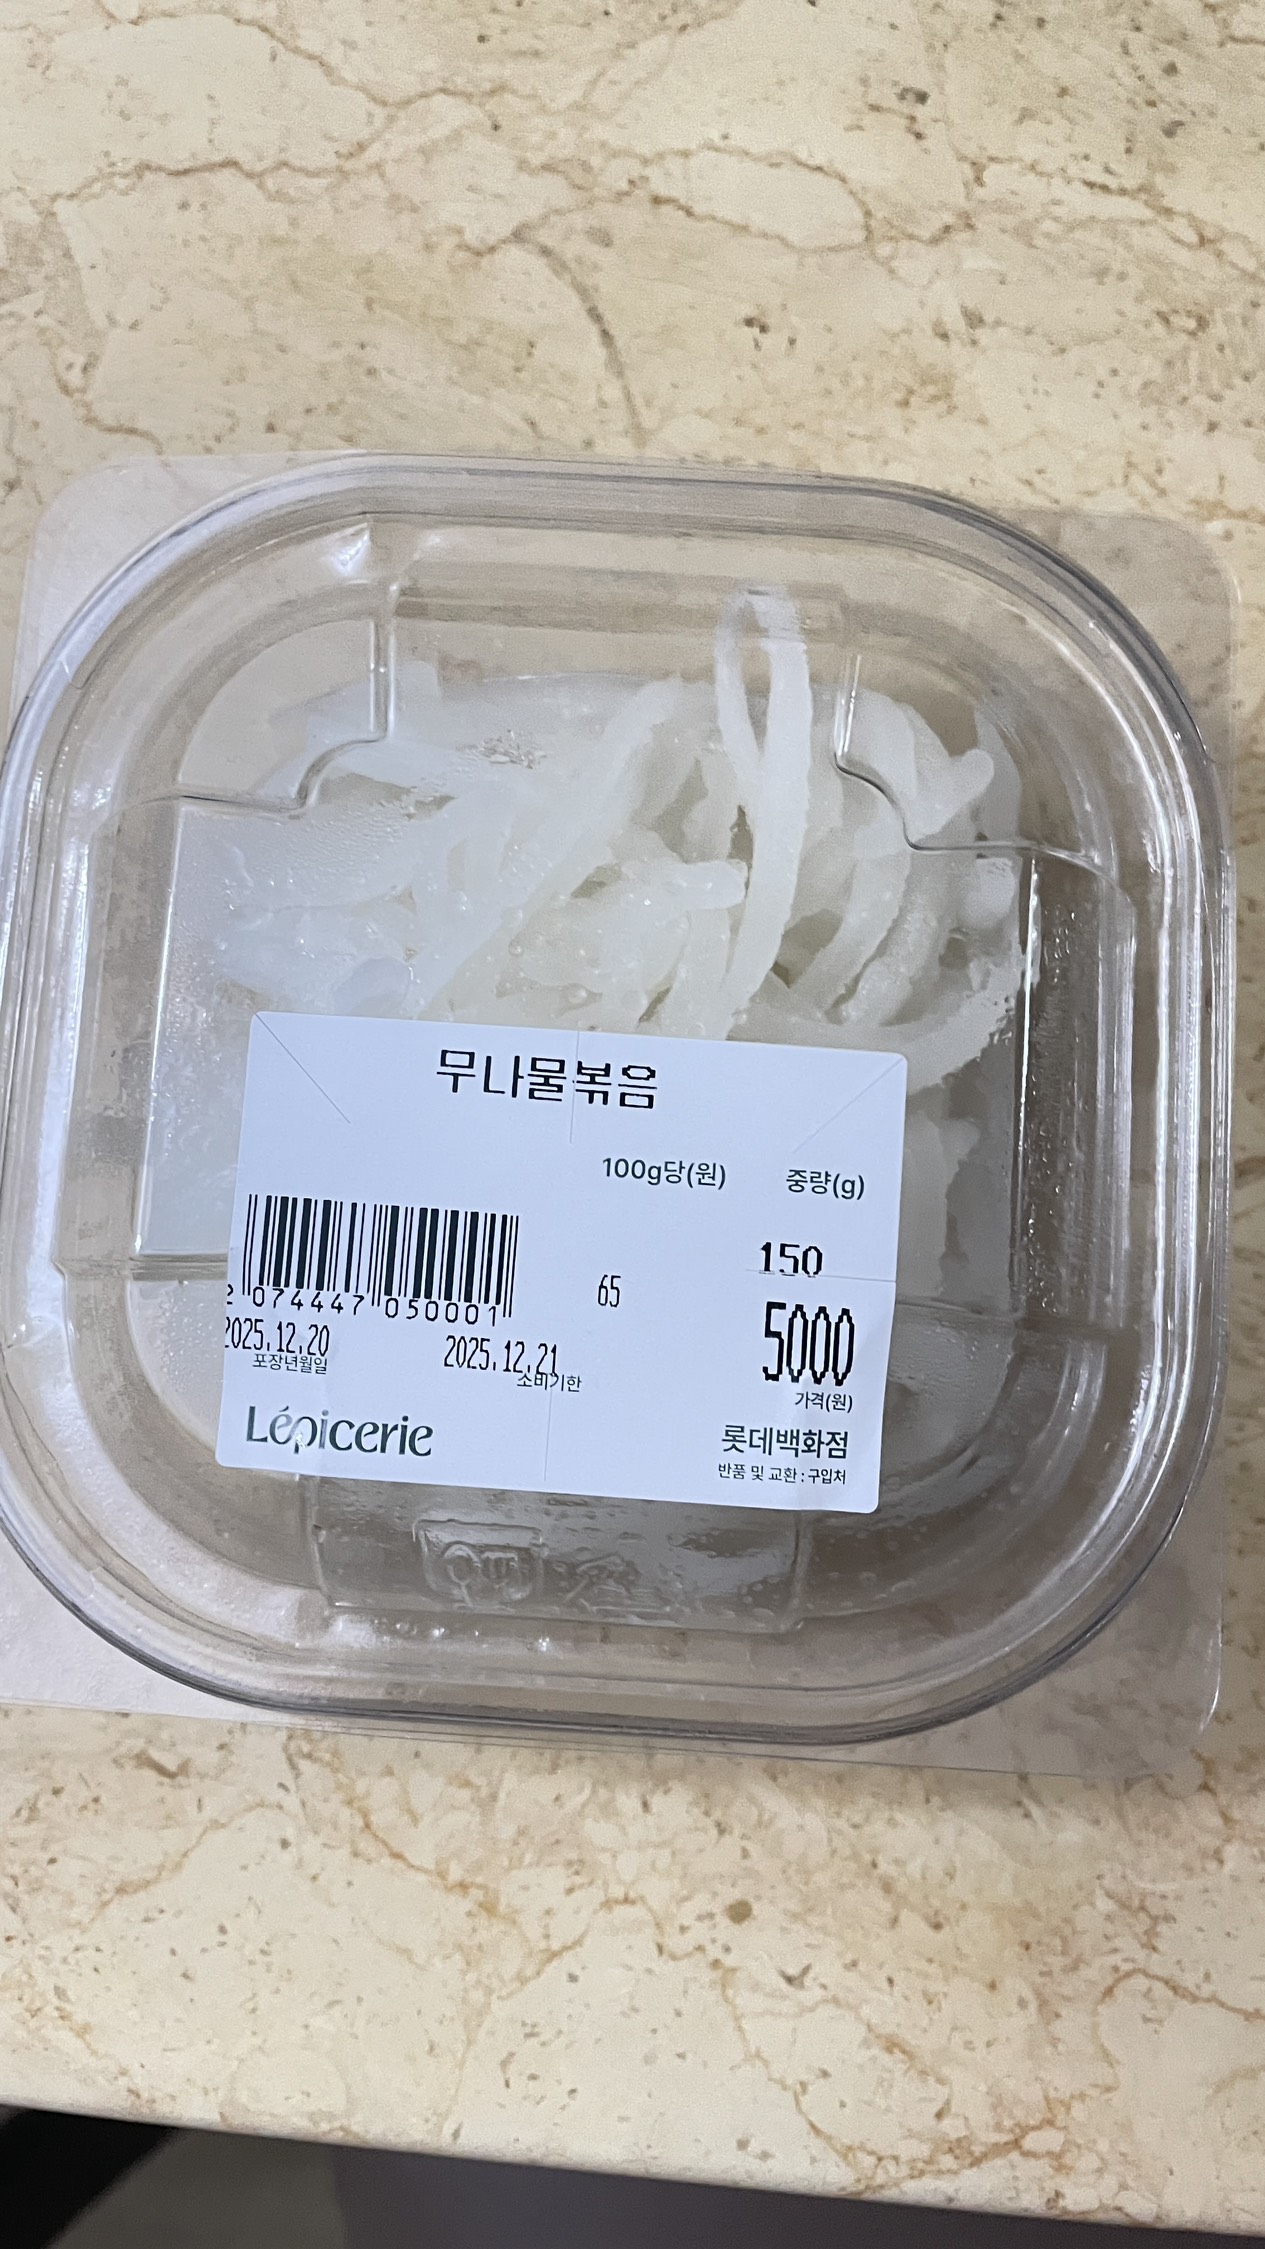 무나물볶음
100g당(원) 중량(g)
150
65
2 074447 050001
5000
2025.12.20 2025.12.21
포장년월일 소비기한
가격(원)
Lépicerie 롯데백화점
반품 및 교환 : 구입처